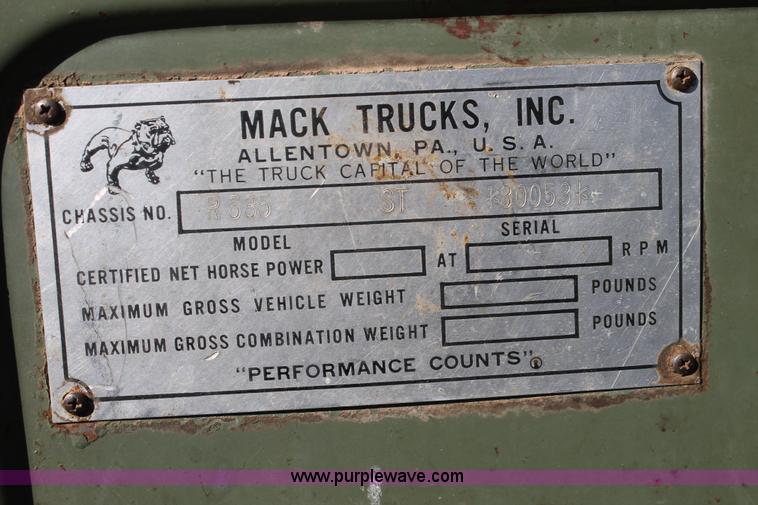 MACK TRUCKS, INC.
ALLENTOWN, PA., U.S.A.
"THE TRUCK CAPITAL OF THE WORLD"
CHASSIS NO. ST
MODEL SERIAL
CERTIFIED NET HORSE POWER AT RPM
MAXIMUM GROSS VEHICLE WEIGHT POUNDS
MAXIMUM GROSS COMBINATION WEIGHT POUNDS
"PERFORMANCE COUNTS"
www.purplewave.com